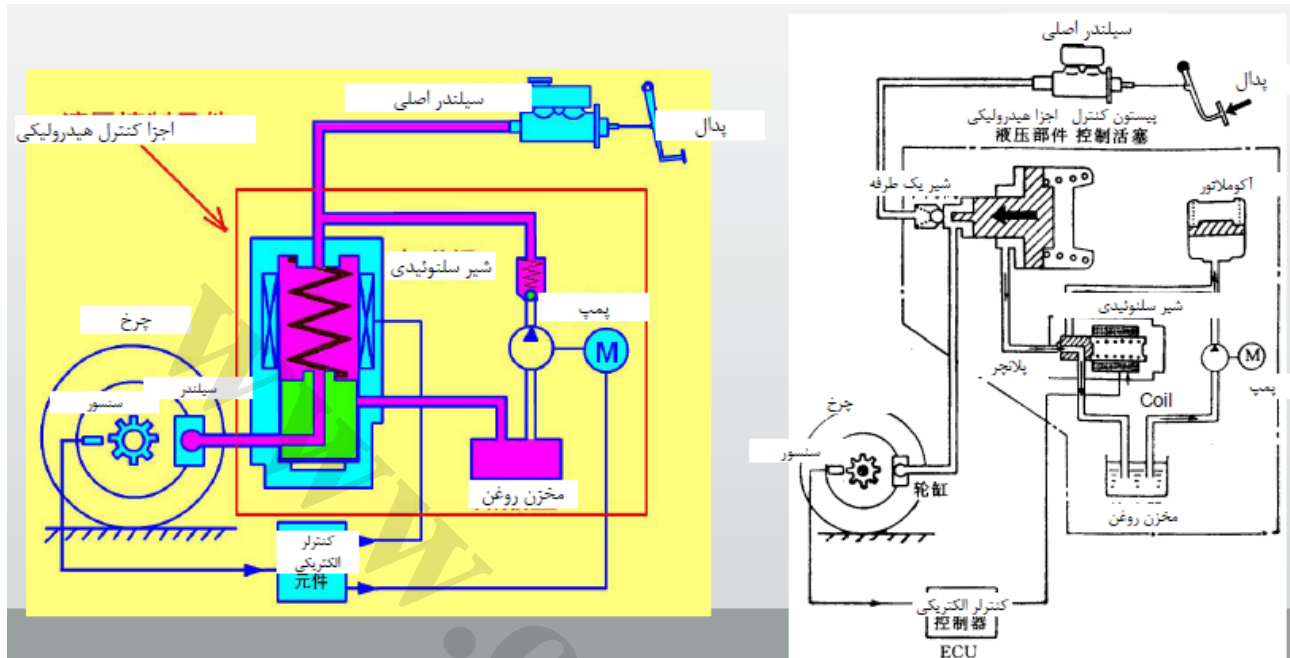 سیلندر اصلی
پدال
اجزا کنترل هیدرولیکی
شیر سلنوئیدی
پمپ
M
چرخ
سیلندر
سنسور
مخزن روغن
کنترلر
الکتریکی
元件
www
سیلندر اصلی
پدال
پیستون کنترل اجزا هیدرولیکی
液压部件 控制活塞
شیر یک طرفه
آکوملاتور
شیر سلنوئیدی
پلانچر
M
پمپ
Coil
چرخ
سنسور
轮缸
مخزن روغن
کنترلر الکتریکی
控制器
ECU